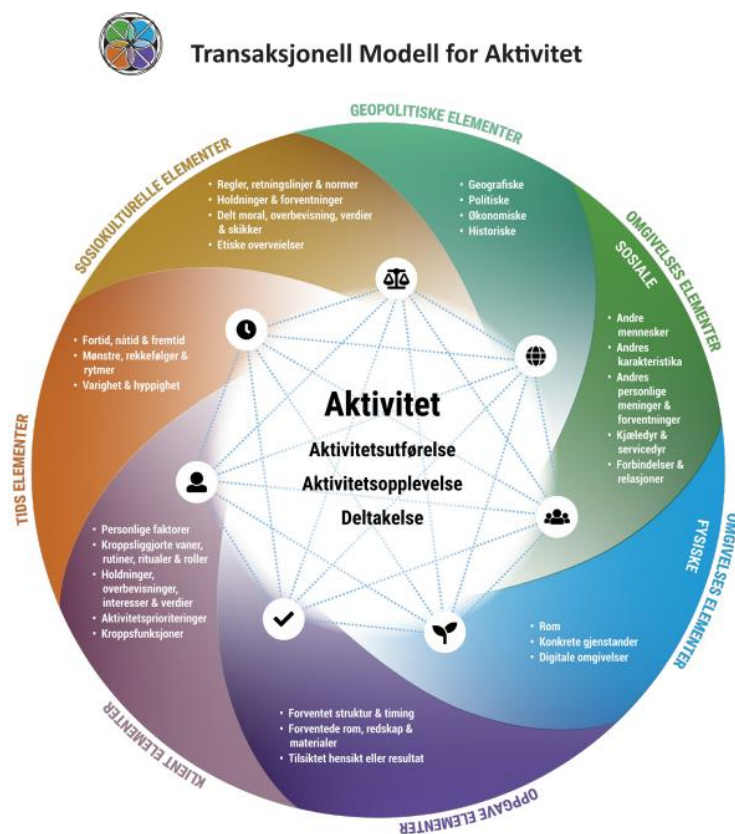 Transaksjonell Modell for Aktivitet
GEOPOLITISKE ELEMENTER
• Geografiske
• Politiske
• Økonomiske
• Historiske
SOSIOKULTURELLE ELEMENTER
• Regler, retningslinjer & normer
• Holdninger & forventninger
• Delt moral, overbevisning, verdier
& skikker
• Etiske overveielser
OMGIVELSES ELEMENTER
SOSIALE
• Andre
mennesker
• Andres
karakteristika
• Andres
personlige
meninger &
forventninger
• Kjæledyr &
servicedyr
• Forbindelser &
relasjoner
TIDS ELEMENTER
• Fortid, nåtid & fremtid
• Mønstre, rekkefølger &
rytmer
• Varighet & hyppighet
Aktivitet
Aktivitetsutførelse
Aktivitetsopplevelse
Deltakelse
KLIENT ELEMENTER
• Personlige faktorer
• Kroppsliggjorte vaner,
rutiner, ritualer & roller
• Holdninger,
overbevisninger,
interesser & verdier
• Aktivitetsprioriteringer
• Kroppsfunksjoner
OMGIVELSES ELEMENTER
FYSISKE
• Rom
• Konkrete gjenstander
• Digitale omgivelser
OPPGAVE ELEMENTER
• Forventet struktur & timing
• Forventede rom, redskap &
materialer
• Tilsiktet hensikt eller resultat